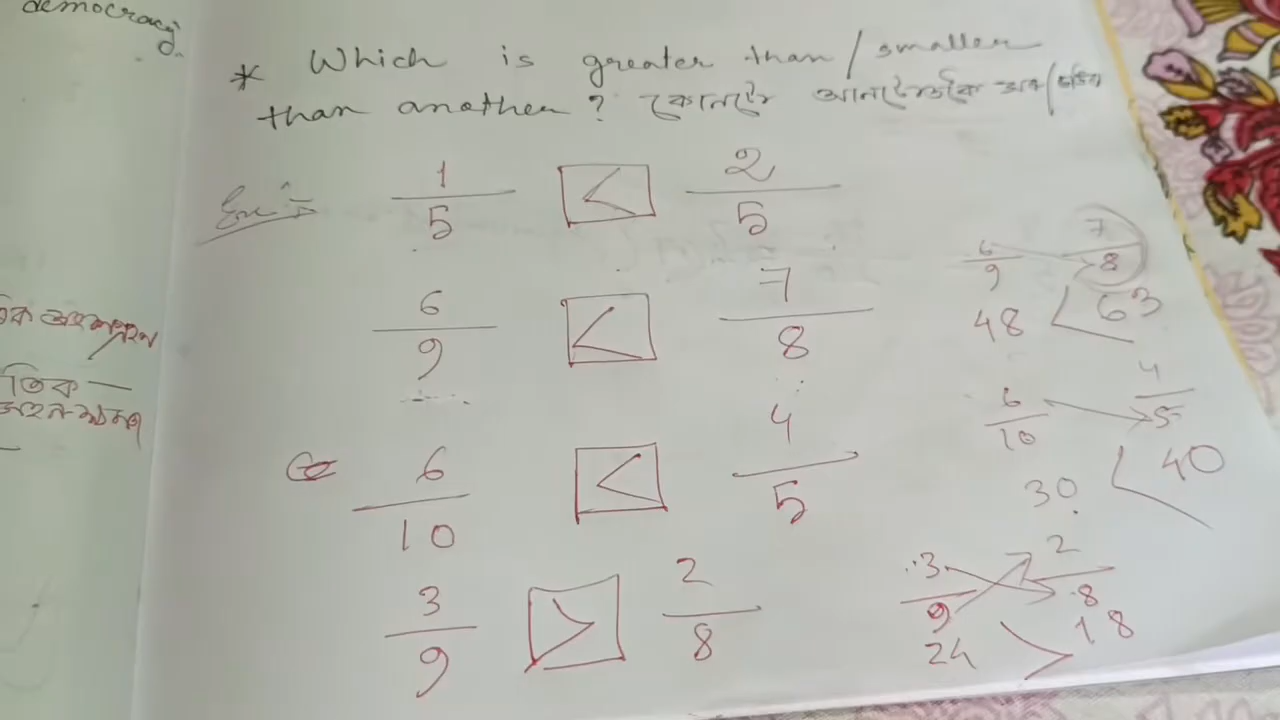 democracy
* Which is greater than/smaller
than another?
Ex:-
1/5 < 2/5
6/9 < 7/8
6/10 < 4/5
3/9 > 2/8
6/9 7/8
48 < 63
6/10 4/5
30 < 40
3/9 2/8
24 > 18